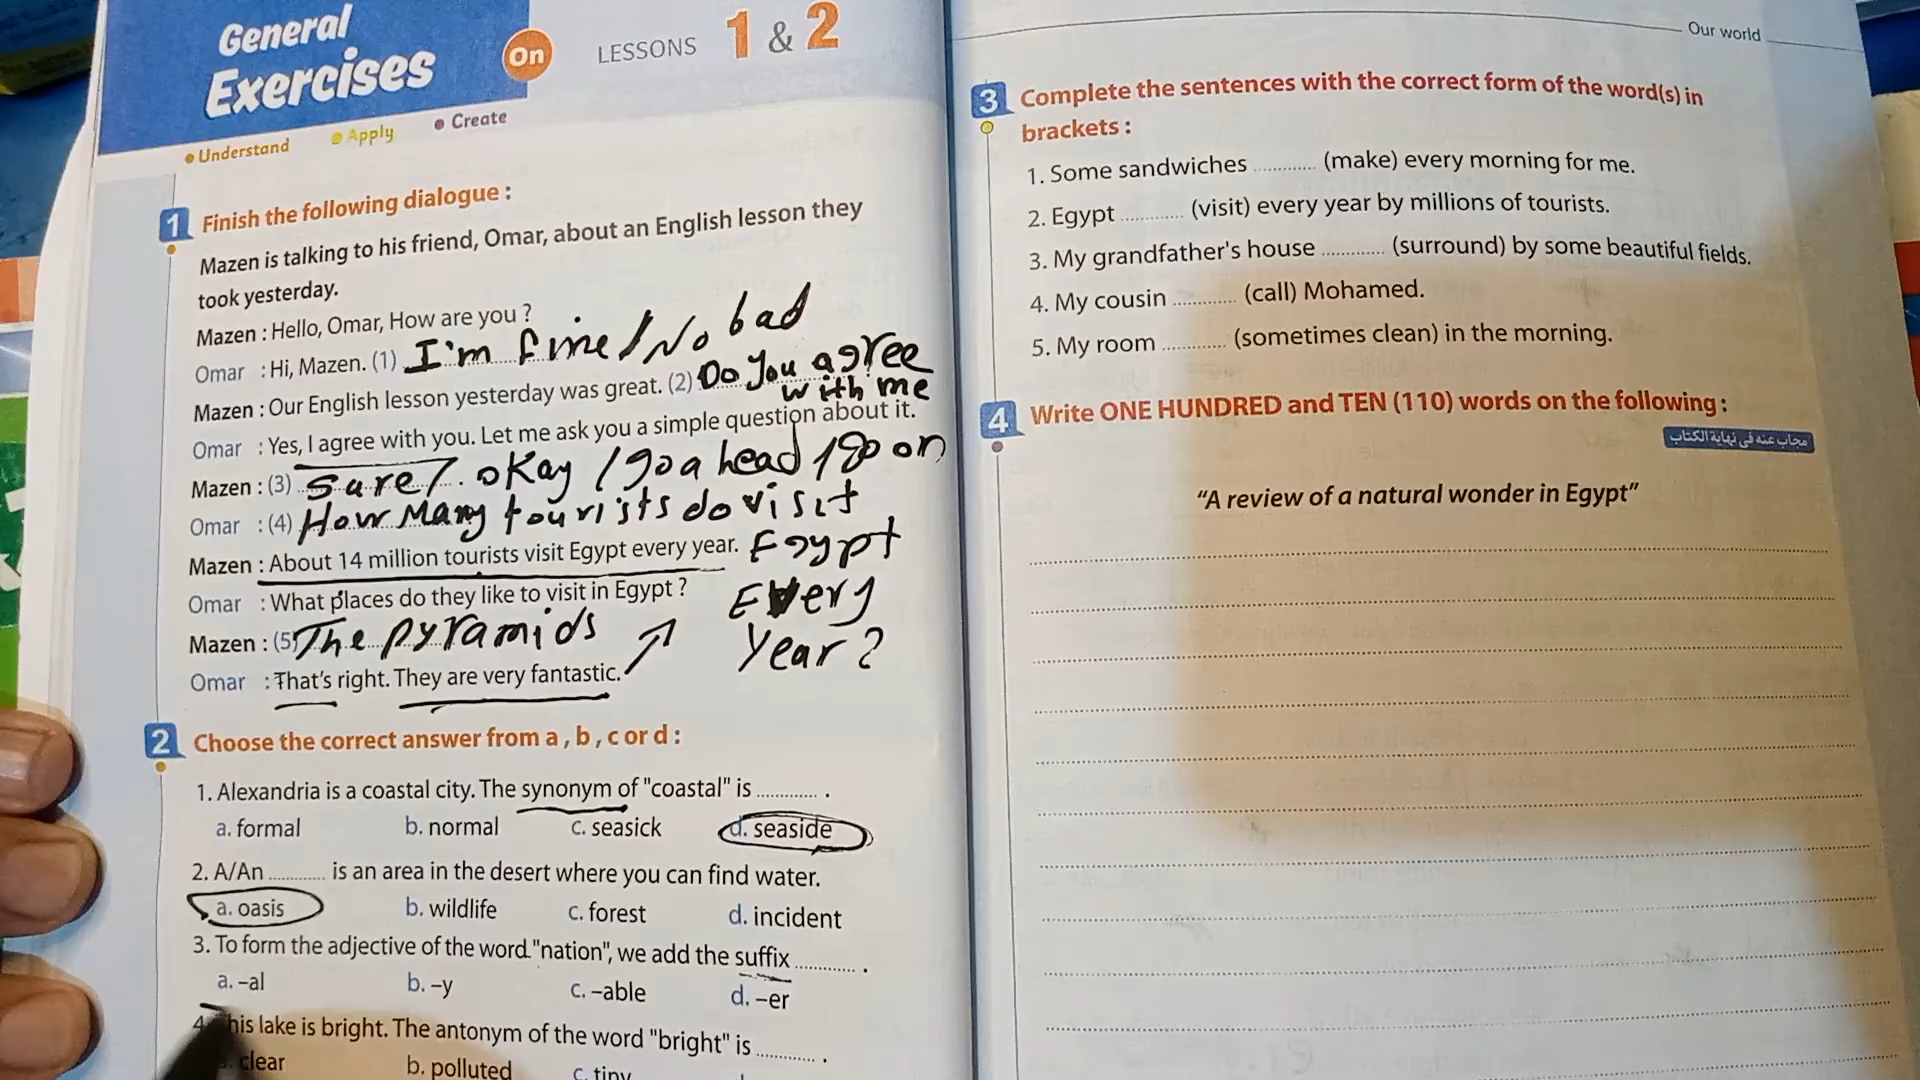 General
Exercises
On
LESSONS 1 & 2
Understand
Apply
Create
1 Finish the following dialogue :
Mazen is talking to his friend, Omar, about an English lesson they
took yesterday.
Mazen : Hello, Omar, How are you ?
Omar : Hi, Mazen. (1) I'm fine / No bad
Mazen : Our English lesson yesterday was great. (2) Do you agree
with me
Omar : Yes, I agree with you. Let me ask you a simple question about it.
Mazen : (3) sure / okay / go a head / go on
Omar : (4) How Many tourists do visit
Mazen : About 14 million tourists visit Egypt every year. Egypt
Omar : What places do they like to visit in Egypt ? Every
Mazen : (5) The pyramids year ?
Omar : That's right. They are very fantastic.
2 Choose the correct answer from a , b , c or d :
1. Alexandria is a coastal city. The synonym of "coastal" is ............ .
a. formal b. normal c. seasick d. seaside
2. A/An ........... is an area in the desert where you can find water.
a. oasis b. wildlife c. forest d. incident
3. To form the adjective of the word "nation", we add the suffix ............ .
a. –al b. –y c. –able d. –er
4. his lake is bright. The antonym of the word "bright" is ............ .
clear b. polluted c. tiny
Our world
3 Complete the sentences with the correct form of the word(s) in
brackets :
1. Some sandwiches ............ (make) every morning for me.
2. Egypt ............ (visit) every year by millions of tourists.
3. My grandfather's house ............ (surround) by some beautiful fields.
4. My cousin ............ (call) Mohamed.
5. My room ............ (sometimes clean) in the morning.
4 Write ONE HUNDRED and TEN (110) words on the following :
مجاب عنه فى نهاية الكتاب
"A review of a natural wonder in Egypt"